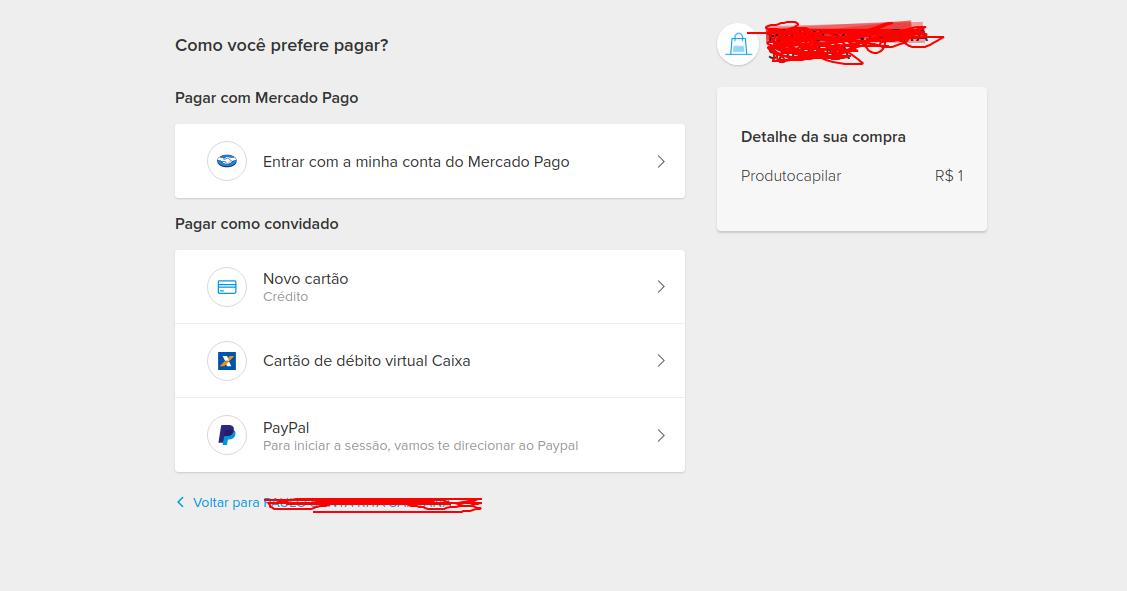 Como você prefere pagar?
Pagar com Mercado Pago
Entrar com a minha conta do Mercado Pago
Pagar como convidado
Novo cartão
Crédito
Cartão de débito virtual Caixa
PayPal
Para iniciar a sessão, vamos te direcionar ao Paypal
Voltar para
Detalhe da sua compra
Produtocapilar R$ 1